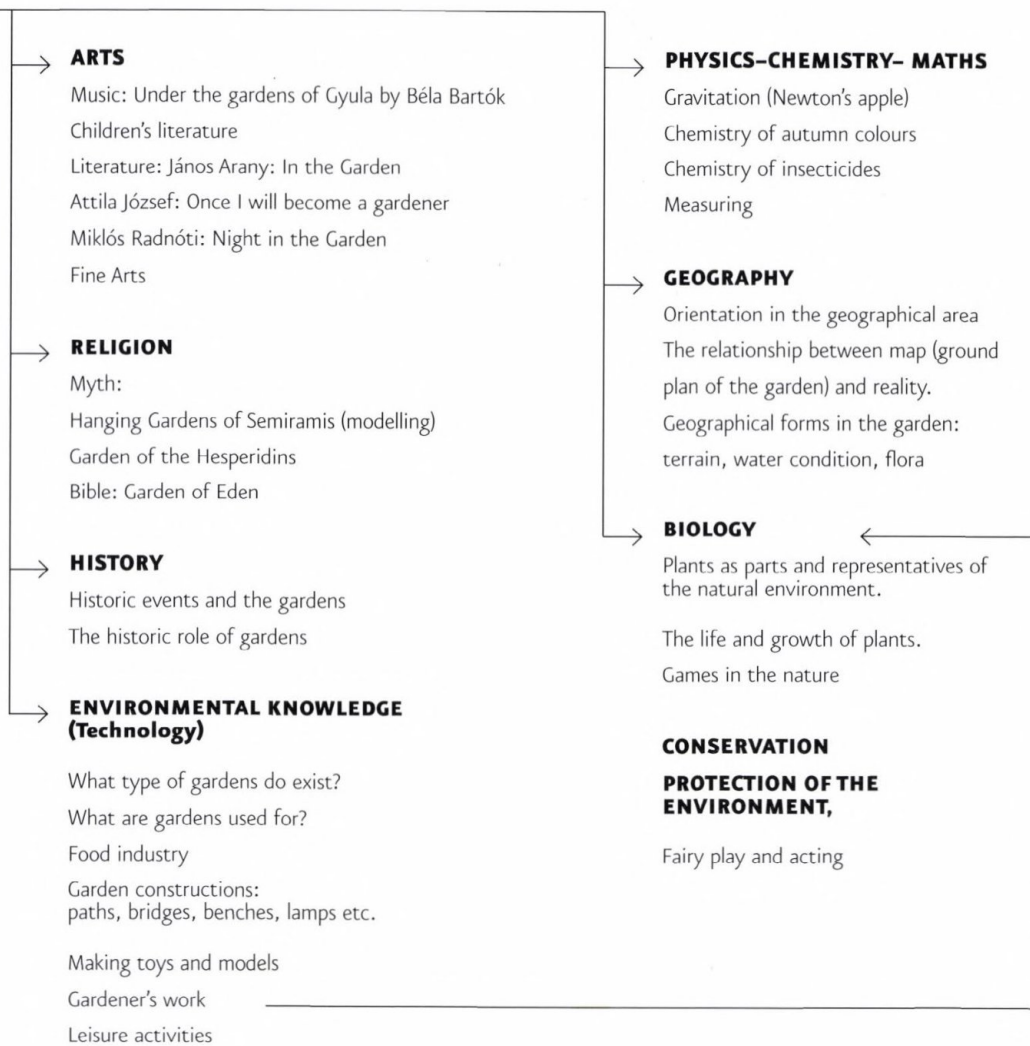 ARTS
Music: Under the gardens of Gyula by Béla Bartók
Children's literature
Literature: János Arany: In the Garden
Attila József: Once I will become a gardener
Miklós Radnóti: Night in the Garden
Fine Arts
RELIGION
Myth:
Hanging Gardens of Semiramis (modelling)
Garden of the Hesperidins
Bible: Garden of Eden
HISTORY
Historic events and the gardens
The historic role of gardens
ENVIRONMENTAL KNOWLEDGE
(Technology)
What type of gardens do exist?
What are gardens used for?
Food industry
Garden constructions:
paths, bridges, benches, lamps etc.
Making toys and models
Gardener's work
Leisure activities
PHYSICS–CHEMISTRY– MATHS
Gravitation (Newton's apple)
Chemistry of autumn colours
Chemistry of insecticides
Measuring
GEOGRAPHY
Orientation in the geographical area
The relationship between map (ground
plan of the garden) and reality.
Geographical forms in the garden:
terrain, water condition, flora
BIOLOGY
Plants as parts and representatives of
the natural environment.
The life and growth of plants.
Games in the nature
CONSERVATION
PROTECTION OF THE
ENVIRONMENT,
Fairy play and acting